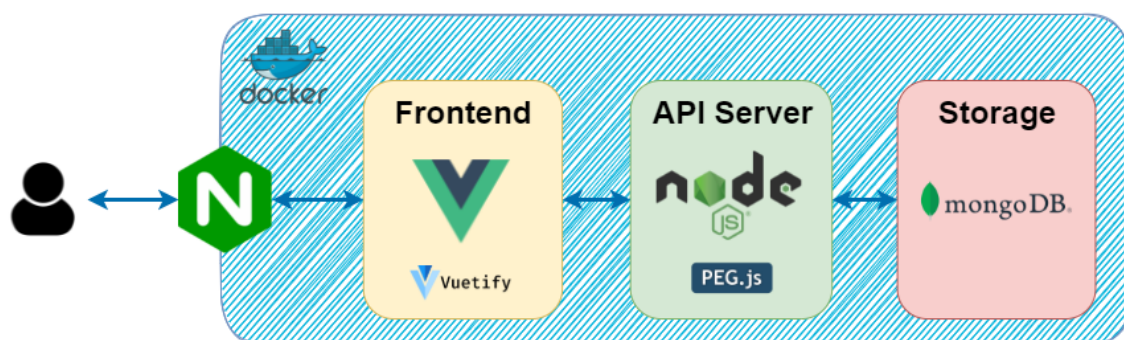 docker
Frontend
API Server
Storage
N
node
JS
mongoDB
Vuetify
PEG.js